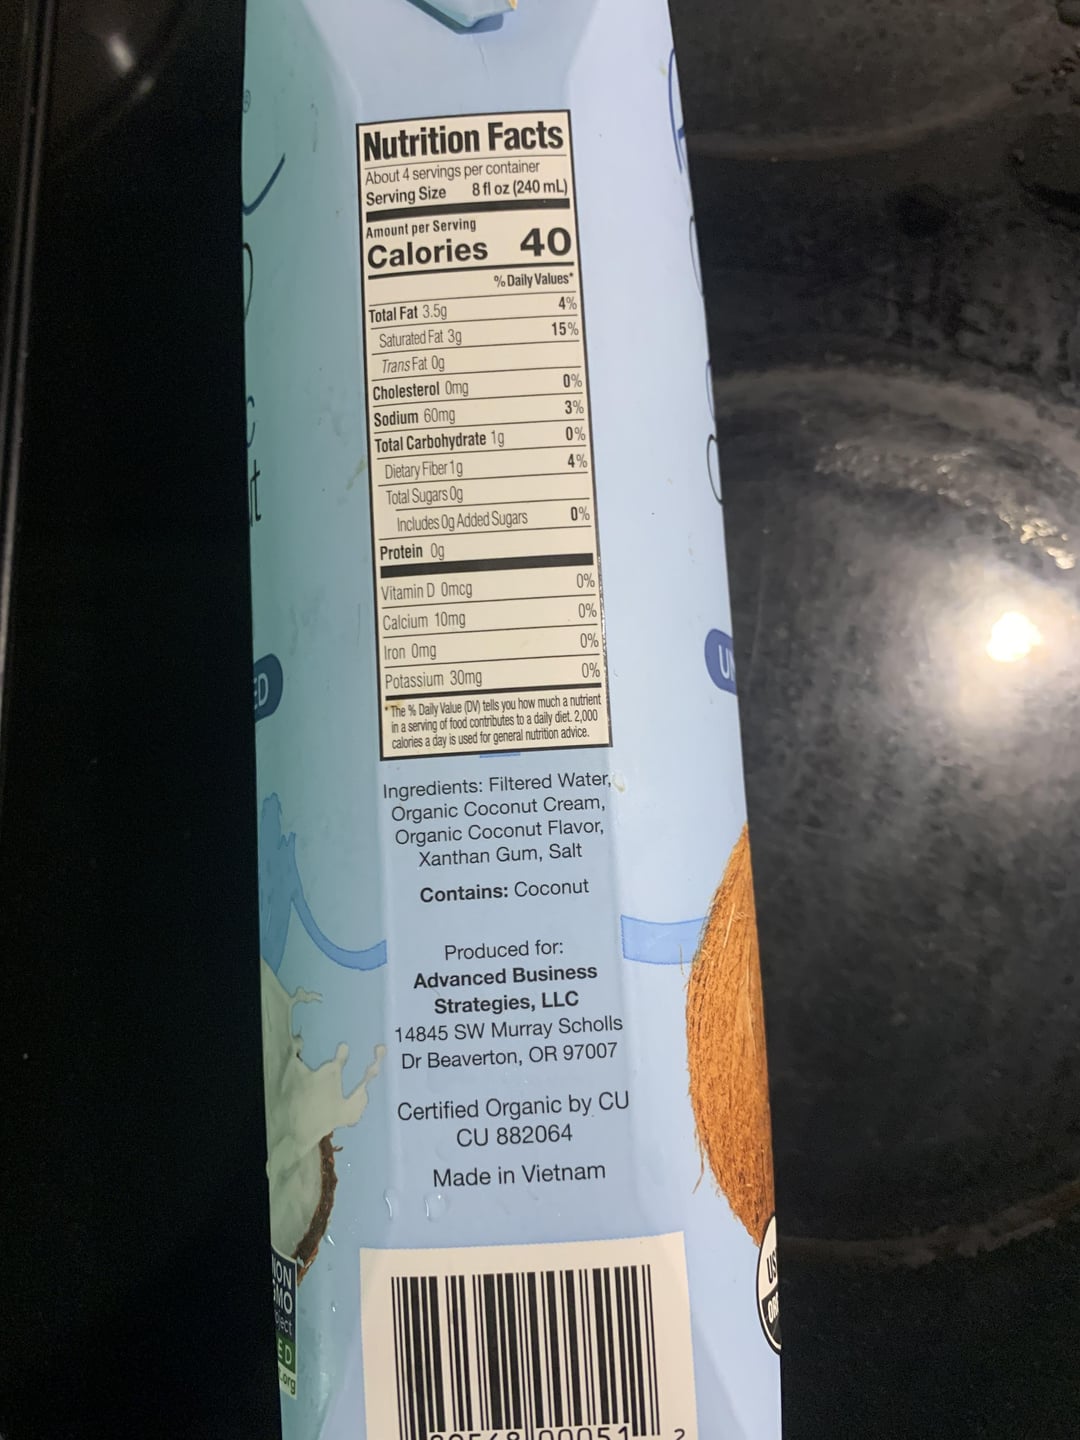 Nutrition Facts
About 4 servings per container
Serving Size 8 fl oz (240 mL)
Amount per Serving
Calories 40
% Daily Values*
Total Fat 3.5g 4%
Saturated Fat 3g 15%
Trans Fat 0g
Cholesterol 0mg 0%
Sodium 60mg 3%
Total Carbohydrate 1g 0%
Dietary Fiber 1g 4%
Total Sugars 0g
Includes 0g Added Sugars 0%
Protein 0g
Vitamin D 0mcg 0%
Calcium 10mg 0%
Iron 0mg 0%
Potassium 30mg 0%
*The % Daily Value (DV) tells you how much a nutrient
in a serving of food contributes to a daily diet. 2,000
calories a day is used for general nutrition advice.
Ingredients: Filtered Water,
Organic Coconut Cream,
Organic Coconut Flavor,
Xanthan Gum, Salt
Contains: Coconut
Produced for:
Advanced Business
Strategies, LLC
14845 SW Murray Scholls
Dr Beaverton, OR 97007
Certified Organic by CU
CU 882064
Made in Vietnam
NON
GMO